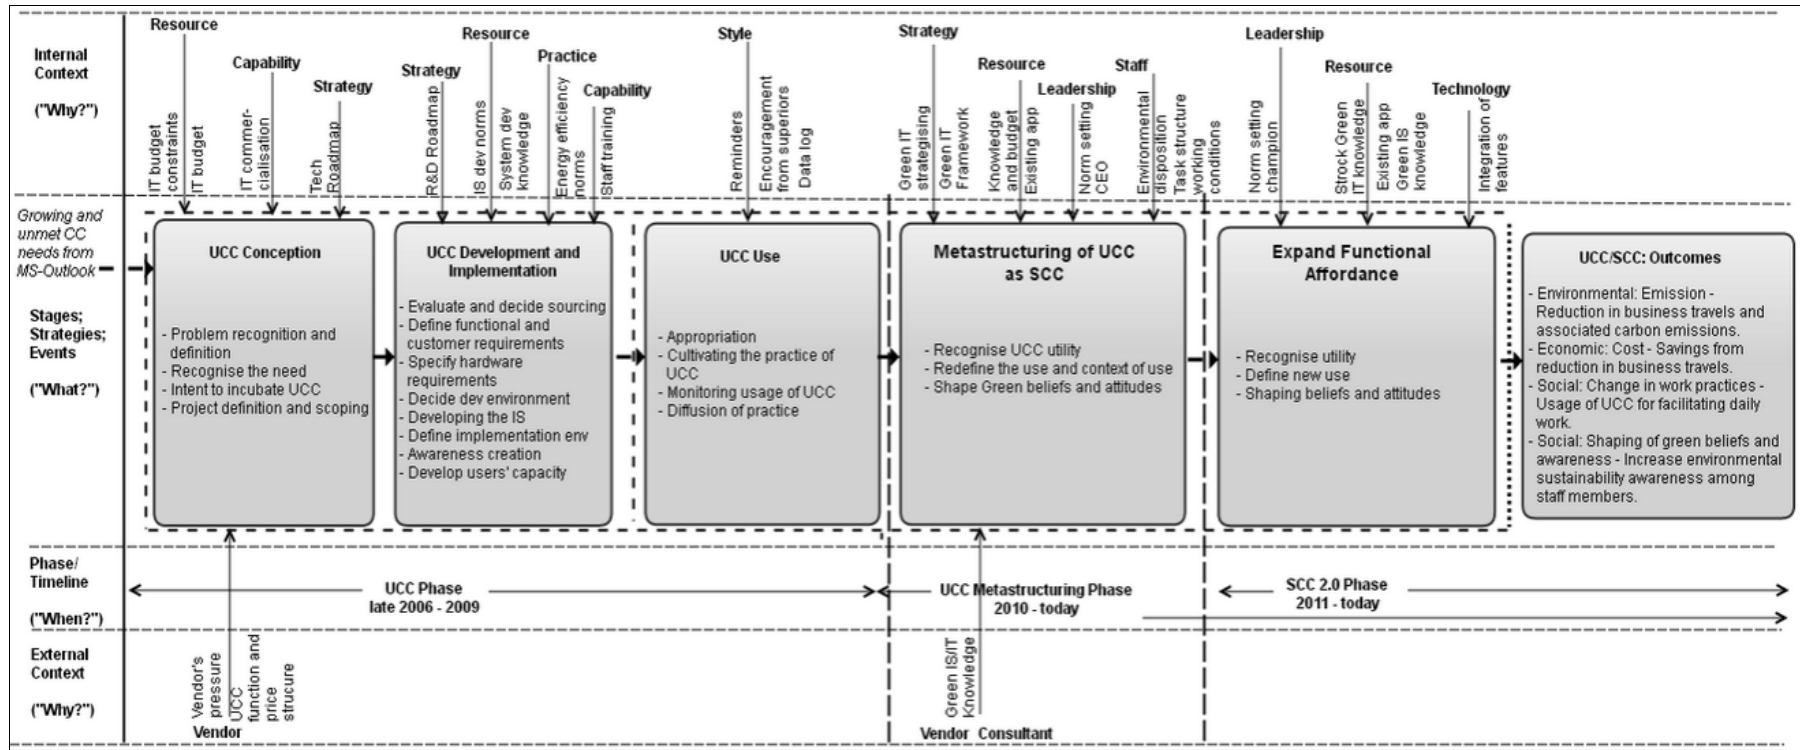 Internal
Context
("Why?")
Resource
IT budget
constraints
IT budget
Capability
IT commer-
cialisation
Strategy
Tech
Roadmap
Strategy
R&D Roadmap
Resource
IS dev norms
System dev
knowledge
Practice
Energy efficiency
norms
Capability
Staff training
Style
Reminders
Encouragement
from superiors
Data log
Strategy
Green IT
strategising
Green IT
Framework
Resource
Knowledge
and budget
Existing app
Leadership
Norm setting
CEO
Staff
Environmental
disposition
Task structure
working
conditions
Leadership
Norm setting
champion
Resource
Strock Green
IT knowledge
Existing app
Green IS
knowledge
Technology
Integration of
features
Growing and
unmet CC
needs from
MS-Outlook
Stages;
Strategies;
Events
("What?")
UCC Conception
- Problem recognition and
definition
- Recognise the need
- Intent to incubate UCC
- Project definition and scoping
UCC Development and
Implementation
- Evaluate and decide sourcing
- Define functional and
customer requirements
- Specify hardware
requirements
- Decide dev environment
- Developing the IS
- Define implementation env
- Awareness creation
- Develop users' capacity
UCC Use
- Appropriation
- Cultivating the practice of
UCC
- Monitoring usage of UCC
- Diffusion of practice
Metastructuring of UCC
as SCC
- Recognise UCC utility
- Redefine the use and context of use
- Shape Green beliefs and attitudes
Expand Functional
Affordance
- Recognise utility
- Define new use
- Shaping beliefs and attitudes
UCC/SCC: Outcomes
- Environmental: Emission -
Reduction in business travels and
associated carbon emissions.
- Economic: Cost - Savings from
reduction in business travels.
- Social: Change in work practices -
Usage of UCC for facilitating daily
work.
- Social: Shaping of green beliefs and
awareness - Increase environmental
sustainability awareness among
staff members.
Phase/
Timeline
("When?")
UCC Phase
late 2006 - 2009
UCC Metastructuring Phase
2010 - today
SCC 2.0 Phase
2011 - today
External
Context
("Why?")
Vendor's
pressure
UCC
function and
price
strucure
Vendor
Green IS/IT
Knowledge
Vendor Consultant